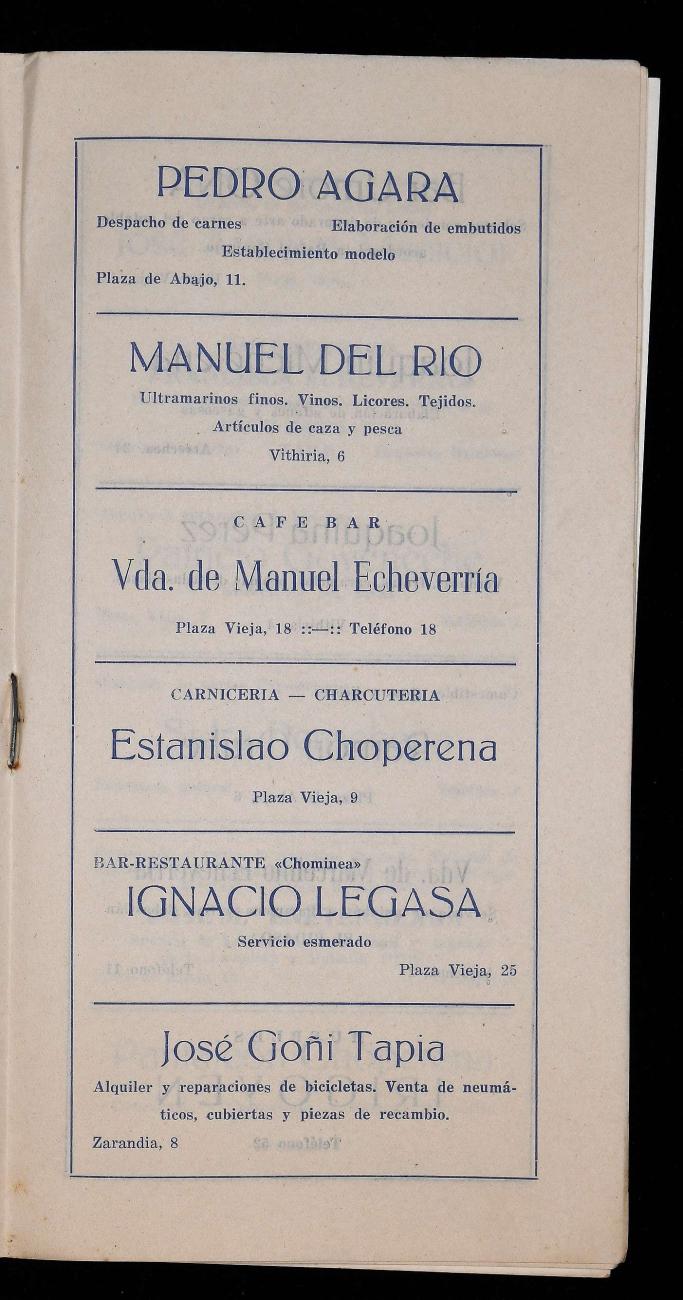 PEDRO AGARA
Despacho de carnes Elaboración de embutidos
Establecimiento modelo
Plaza de Abajo, 11.
MANUEL DEL RIO
Ultramarinos finos. Vinos. Licores. Tejidos.
Artículos de caza y pesca
Vithiria, 6
CAFE BAR
Vda. de Manuel Echeverría
Plaza Vieja, 18 ::—:: Teléfono 18
CARNICERIA — CHARCUTERIA
Estanislao Choperena
Plaza Vieja, 9
BAR-RESTAURANTE «Chominea»
IGNACIO LEGASA
Servicio esmerado
Plaza Vieja, 25
José Goñi Tapia
Alquiler y reparaciones de bicicletas. Venta de neumá-
ticos, cubiertas y piezas de recambio.
Zarandia, 8